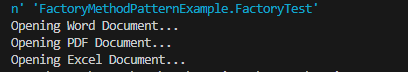 n' 'FactoryMethodPatternExample.FactoryTest'
Opening Word Document...
Opening PDF Document...
Opening Excel Document...